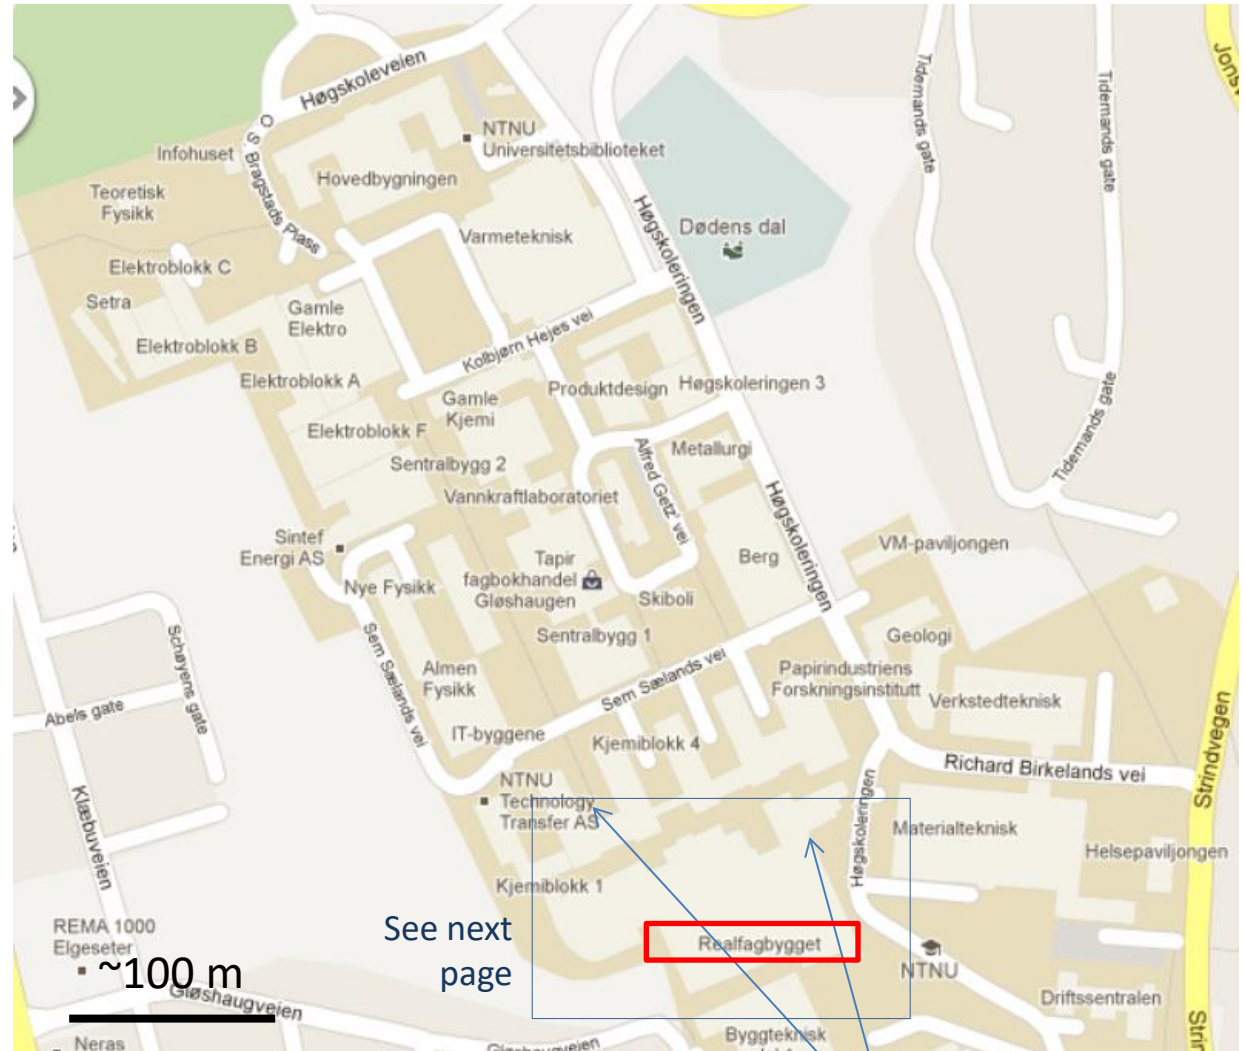 Høgskoleveien
Jonsv
NTNU
Universitetsbiblioteket
Infohuset
O. S. Bragstads Plass
Hovedbygningen
Teoretisk
Fysikk
Tidemands gate
Tidemands gate
Høgskoleringen
Dødens dal
Varmeteknisk
Elektroblokk C
Setra
Gamle
Elektro
Elektroblokk B
Kolbjørn Hejes vei
Elektroblokk A
Gamle
Kjemi
Produktdesign
Høgskoleringen 3
Tidemands gate
Elektroblokk F
Sentralbygg 2
Alfred Getz' vei
Metallurgi
Vannkraftlaboratoriet
Høgskoleringen
Sintef
Energi AS
Tapir
fagbokhandel
Gløshaugen
Berg
VM-paviljongen
Nye Fysikk
Skiboli
Schøyens gate
Sem Sælands vei
Sentralbygg 1
Geologi
Almen
Fysikk
Sem Sælands vei
Papirindustriens
Forskningsinstitutt
Verkstedteknisk
Abels gate
IT-byggene
Kjemiblokk 4
Strindvegen
Richard Birkelands vei
NTNU
Technology
Transfer AS
Klæbuveien
Høgskoleringen
Materialteknisk
Helsepaviljongen
Kjemiblokk 1
See next
page
REMA 1000
Elgeseter
Realfagbygget
NTNU
~100 m
Gløshaugveien
Driftssentralen
Strin
Neras
Gløshaugveien
Byggteknisk